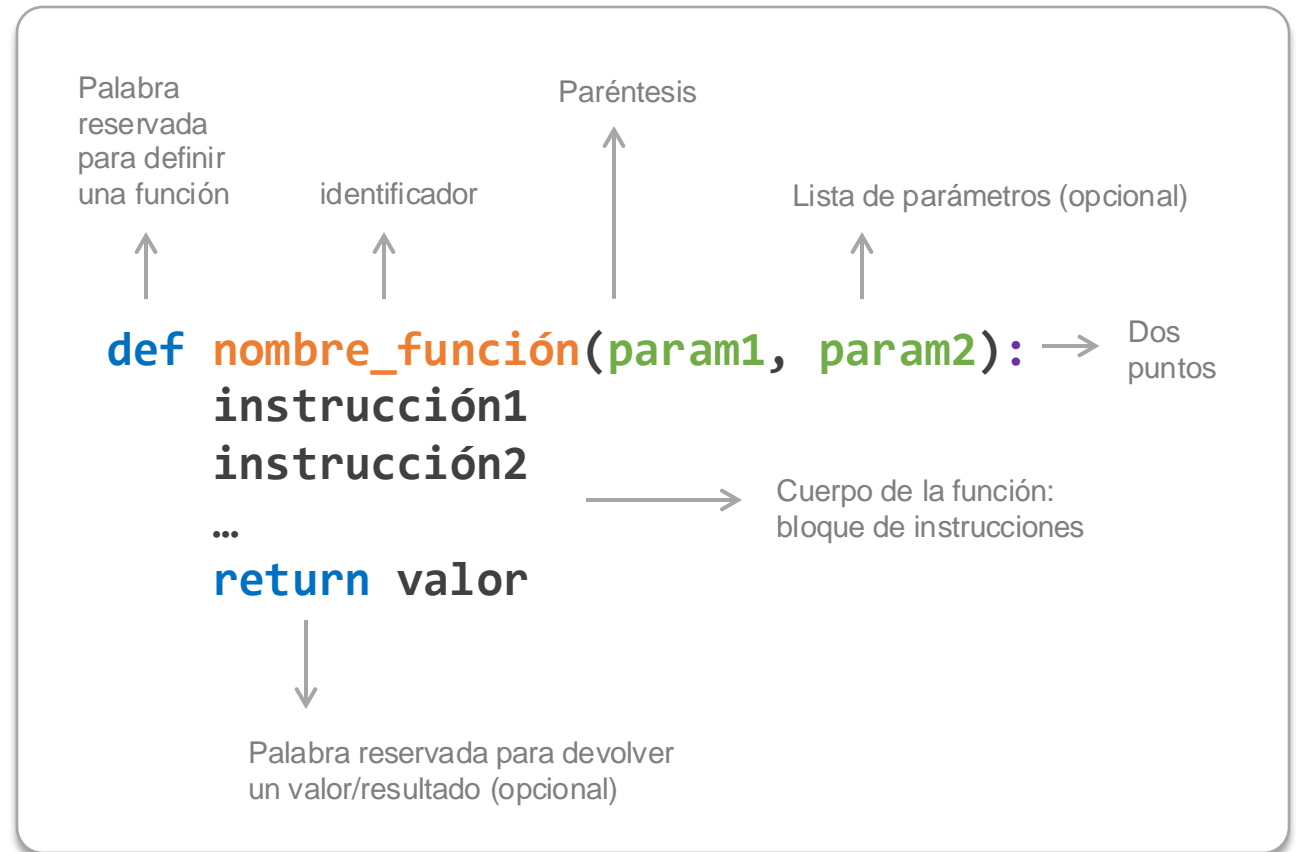 Palabra
reservada
para definir
una función
identificador
Paréntesis
Lista de parámetros (opcional)
def nombre_función(param1, param2):
Dos
puntos
instrucción1
instrucción2
…
return valor
Cuerpo de la función:
bloque de instrucciones
Palabra reservada para devolver
un valor/resultado (opcional)